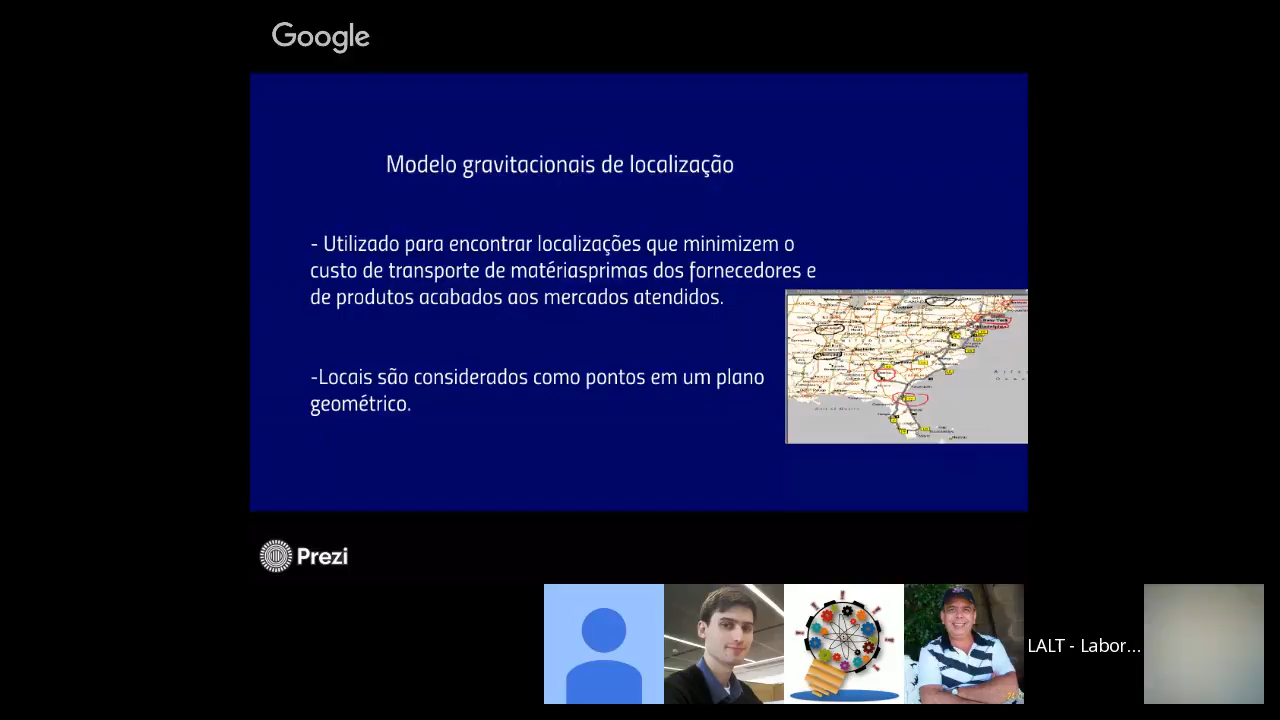 Google
Modelo gravitacionais de localização
- Utilizado para encontrar localizações que minimizem o
custo de transporte de matériasprimas dos fornecedores e
de produtos acabados aos mercados atendidos.
-Locais são considerados como pontos em um plano
geométrico.
Prezi
LALT - Labor...